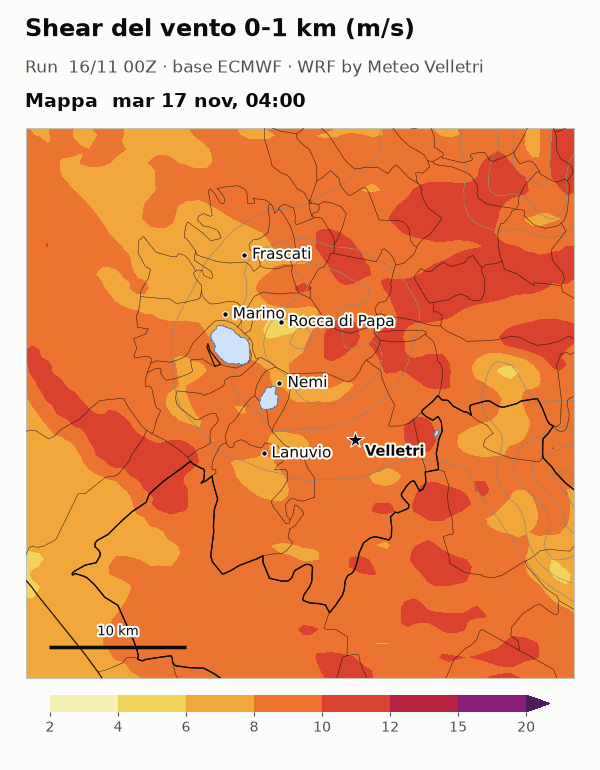 Shear del vento 0-1 km (m/s)
Run  16/11 00Z · base ECMWF · WRF by Meteo Velletri
Mappa  mar 17 nov, 04:00
Frascati
Marino
Rocca di Papa
Nemi
Velletri
Lanuvio
10 km
2 4 6 8 10 12 15 20